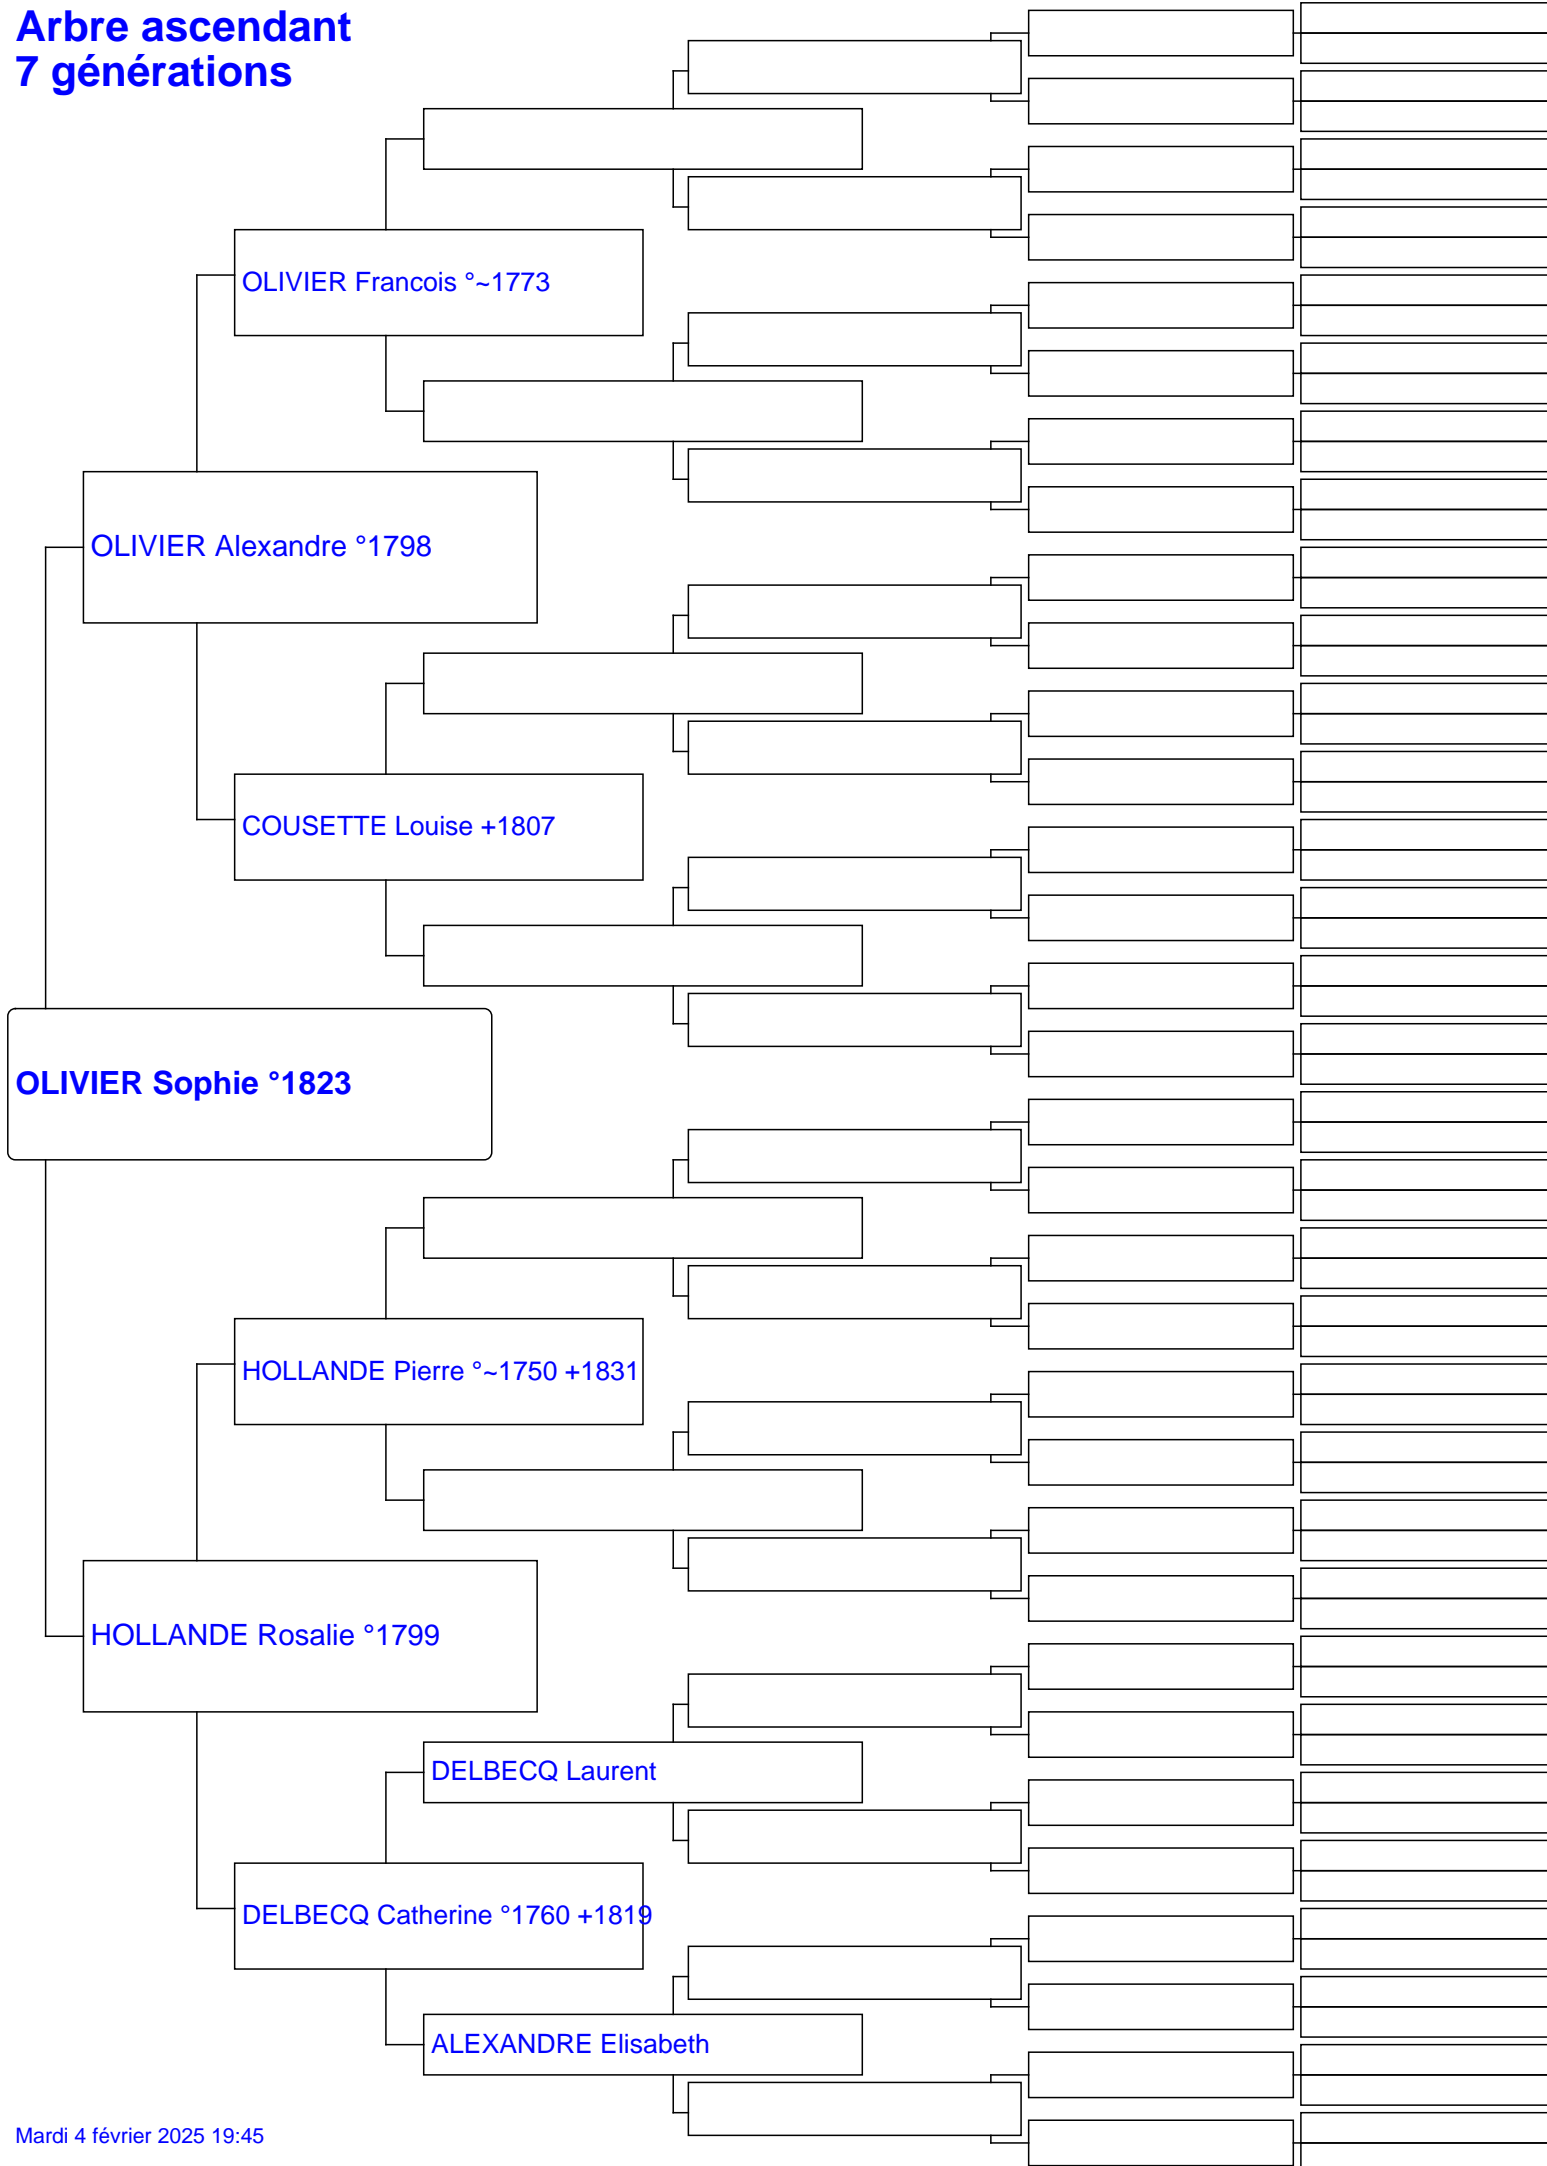 Arbre ascendant
7 générations
OLIVIER Francois °~1773
OLIVIER Alexandre °1798
COUSETTE Louise +1807
OLIVIER Sophie °1823
HOLLANDE Pierre °~1750 +1831
HOLLANDE Rosalie °1799
DELBECQ Laurent
DELBECQ Catherine °1760 +1819
ALEXANDRE Elisabeth
Mardi 4 février 2025 19:45